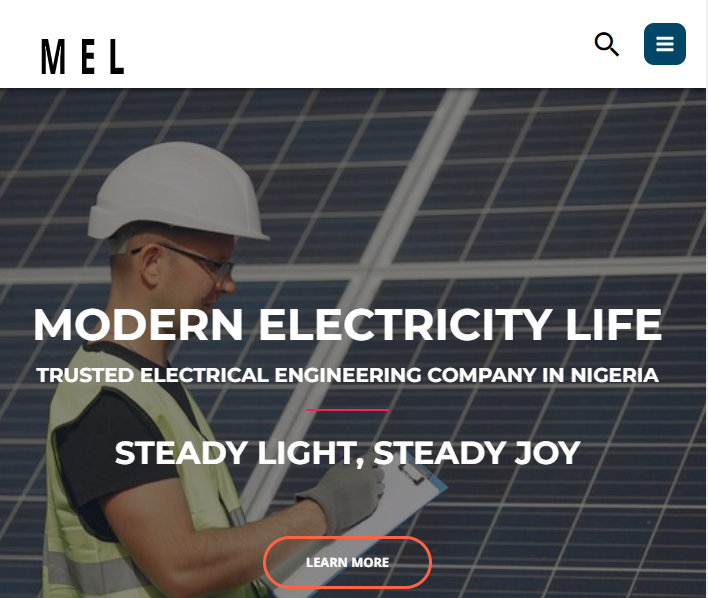 MEL
MODERN ELECTRICITY LIFE
TRUSTED ELECTRICAL ENGINEERING COMPANY IN NIGERIA
STEADY LIGHT, STEADY JOY
LEARN MORE